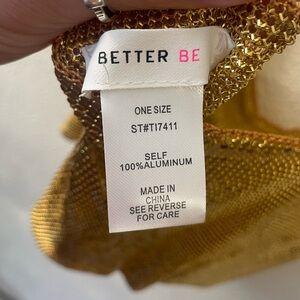 BETTER BE
ONE SIZE
ST#TI7411
SELF
100%ALUMINUM
MADE IN
CHINA
SEE REVERSE
FOR CARE